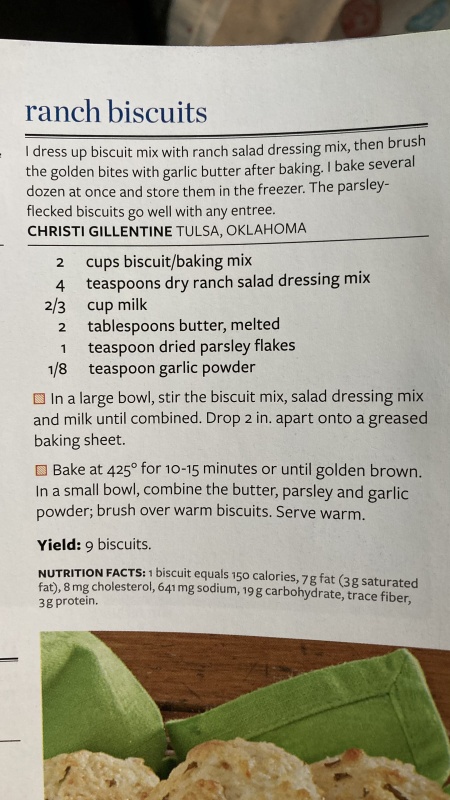 ranch biscuits
I dress up biscuit mix with ranch salad dressing mix, then brush
the golden bites with garlic butter after baking. I bake several
dozen at once and store them in the freezer. The parsley-
flecked biscuits go well with any entree.
CHRISTI GILLENTINE TULSA, OKLAHOMA
2 cups biscuit/baking mix
4 teaspoons dry ranch salad dressing mix
2/3 cup milk
2 tablespoons butter, melted
1 teaspoon dried parsley flakes
1/8 teaspoon garlic powder
In a large bowl, stir the biscuit mix, salad dressing mix
and milk until combined. Drop 2 in. apart onto a greased
baking sheet.
Bake at 425° for 10-15 minutes or until golden brown.
In a small bowl, combine the butter, parsley and garlic
powder; brush over warm biscuits. Serve warm.
Yield: 9 biscuits.
NUTRITION FACTS: 1 biscuit equals 150 calories, 7 g fat (3 g saturated
fat), 8 mg cholesterol, 641 mg sodium, 19 g carbohydrate, trace fiber,
3 g protein.